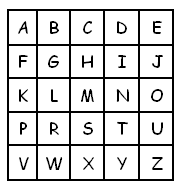 A B C D E
F G H I J
K L M N O
P R S T U
V W X Y Z